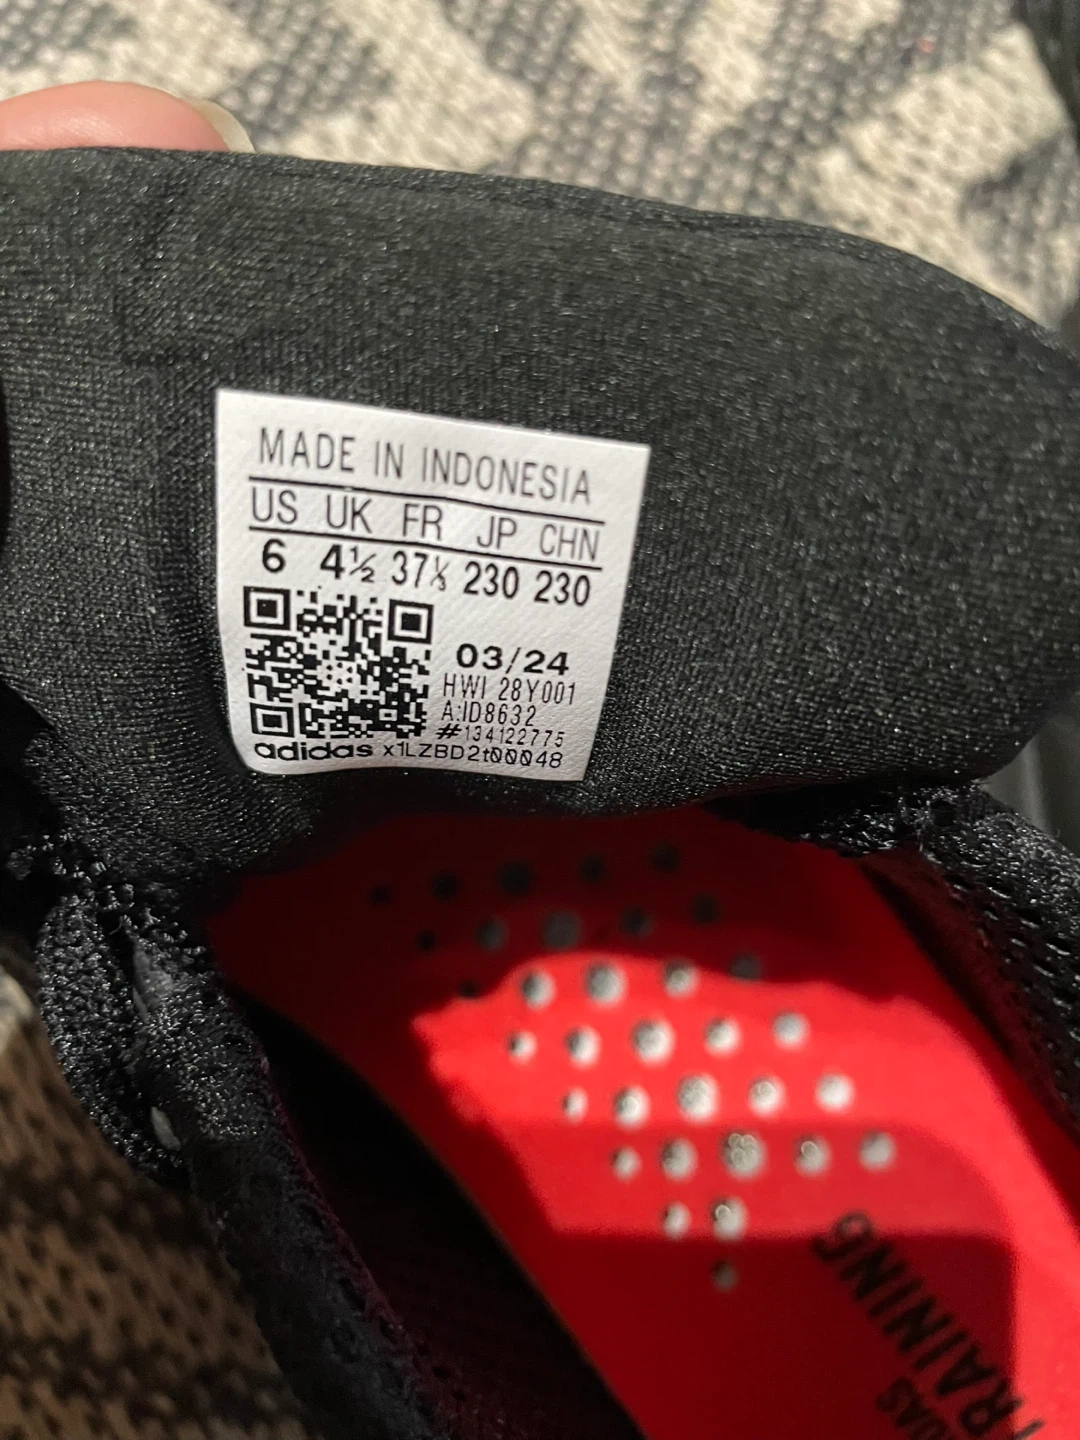 MADE IN INDONESIA
US UK FR JP CHN
6 4½ 37⅓ 230 230
03/24
HWI 28Y001
A:ID8632
#134122775
adidas x1LZBD2t00048
TRAINING